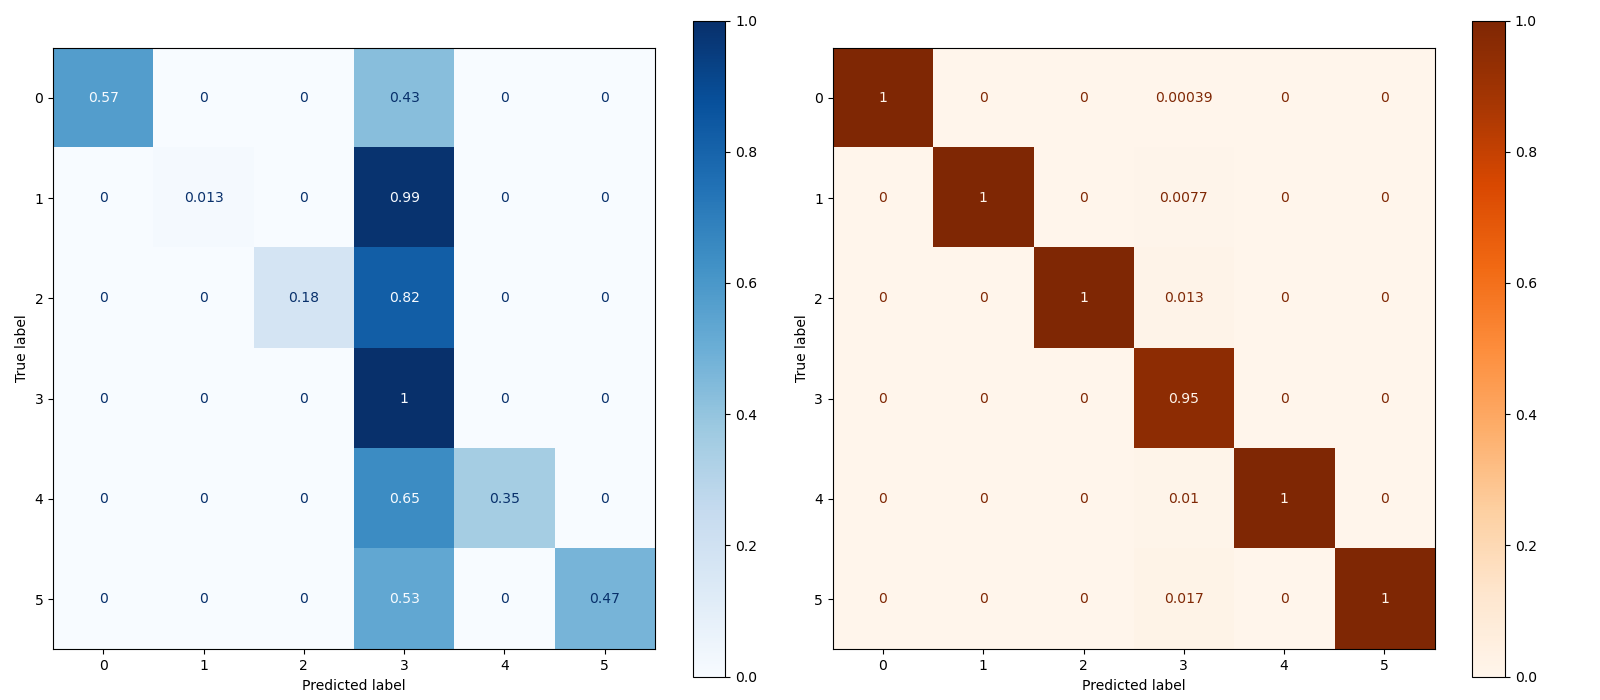 1.0
0 0.57 0 0 0.43 0 0
0.8
1 0 0.013 0 0.99 0 0
2 0 0 0.18 0.82 0 0
0.6
True label
3 0 0 0 1 0 0
0.4
4 0 0 0 0.65 0.35 0
0.2
5 0 0 0 0.53 0 0.47
0 1 2 3 4 5
0.0
Predicted label
1.0
0 1 0 0 0.00039 0 0
0.8
1 0 1 0 0.0077 0 0
2 0 0 1 0.013 0 0
0.6
True label
3 0 0 0 0.95 0 0
0.4
4 0 0 0 0.01 1 0
0.2
5 0 0 0 0.017 0 1
0 1 2 3 4 5
0.0
Predicted label